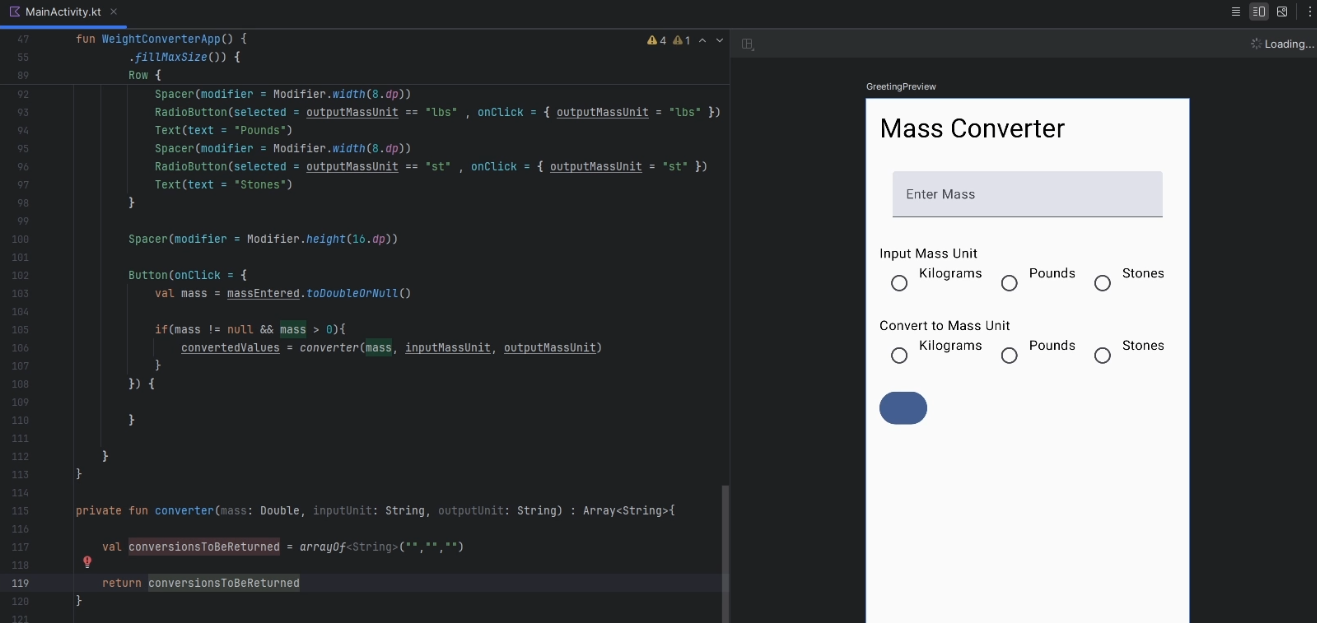 MainActivity.kt
Loading...
47 fun WeightConverterApp() {
4 1
55 .fillMaxSize()) {
89 Row {
92 Spacer(modifier = Modifier.width(8.dp))
93 RadioButton(selected = outputMassUnit == "lbs" , onClick = { outputMassUnit = "lbs" })
94 Text(text = "Pounds")
95 Spacer(modifier = Modifier.width(8.dp))
96 RadioButton(selected = outputMassUnit == "st" , onClick = { outputMassUnit = "st" })
97 Text(text = "Stones")
98 }
99
100 Spacer(modifier = Modifier.height(16.dp))
101
102 Button(onClick = {
103 val mass = massEntered.toDoubleOrNull()
104
105 if(mass != null && mass > 0){
106 convertedValues = converter(mass, inputMassUnit, outputMassUnit)
107 }
108 }) {
109
110 }
111
112 }
113 }
114
115 private fun converter(mass: Double, inputUnit: String, outputUnit: String) : Array<String>{
116
117 val conversionsToBeReturned = arrayOf<String>("","","")
118
119 return conversionsToBeReturned
120 }
121
GreetingPreview
Mass Converter
Enter Mass
Input Mass Unit
Kilograms Pounds Stones
Convert to Mass Unit
Kilograms Pounds Stones